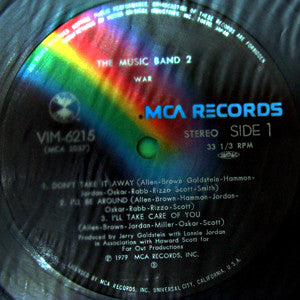 THE MUSIC BAND 2
WAR
MCA RECORDS
VIM-6215
(MCA 3057)
STEREO SIDE 1
33 1/3 RPM
1. DON'T TAKE IT AWAY (Allen-Brown-Goldstein-Hammon-
Jordan-Oskar-Rabb-Rizzo-Scott-Smith)
2. I'LL BE AROUND (Allen-Brown-Hammon-Jordan-
Oskar-Rabb-Rizzo-Scott)
3. I'LL TAKE CARE OF YOU
(Allen-Brown-Jordan-Miller-Oskar-Scott)
Produced by Jerry Goldstein with Lonnie Jordan
in Association with Howard Scott for
Far Out Productions
℗ 1979 MCA RECORDS, INC.
BY MCA RECORDS, INC., UNIVERSAL CITY, CALIFORNIA, U.S.A.